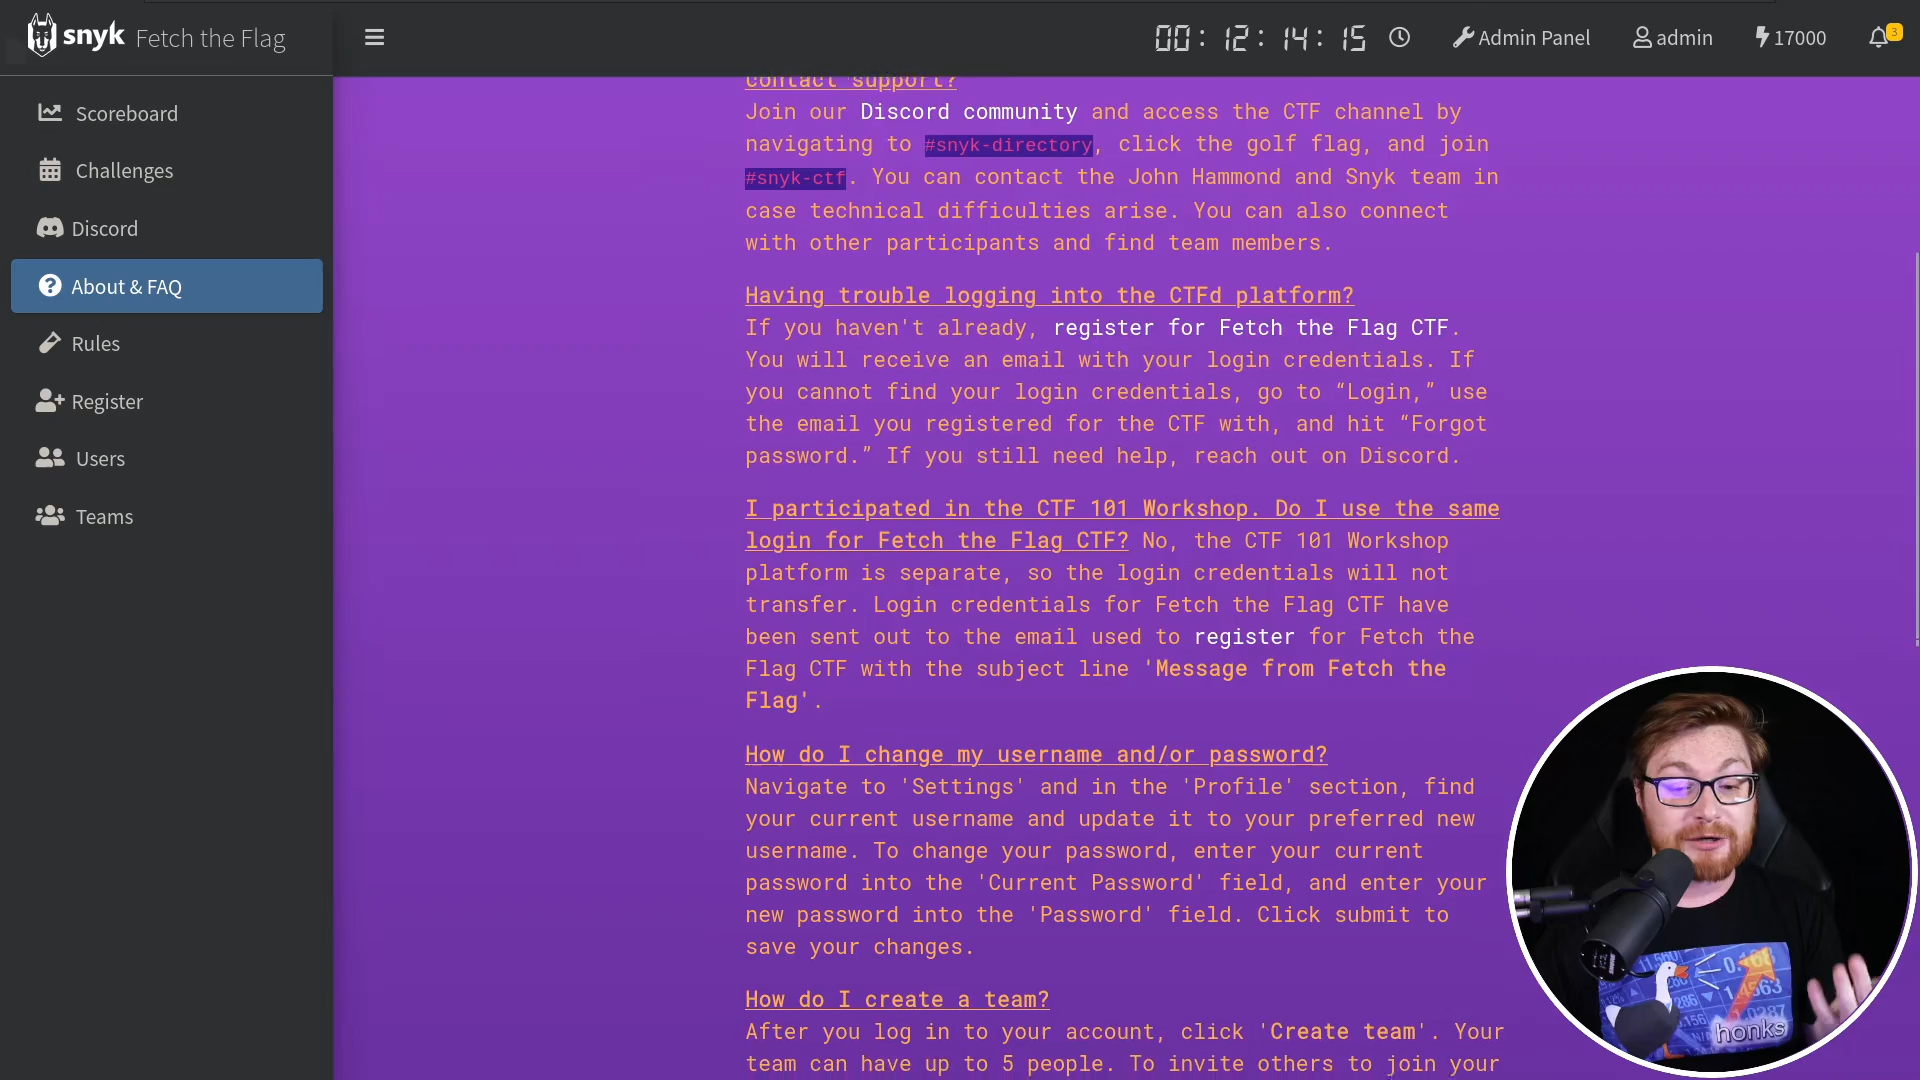 snyk Fetch the Flag
00:12:14:15
Admin Panel
admin
17000
3
Scoreboard
Challenges
Discord
About & FAQ
Rules
Register
Users
Teams
contact support?
Join our Discord community and access the CTF channel by
navigating to #snyk-directory, click the golf flag, and join
#snyk-ctf. You can contact the John Hammond and Snyk team in
case technical difficulties arise. You can also connect
with other participants and find team members.
Having trouble logging into the CTFd platform?
If you haven't already, register for Fetch the Flag CTF.
You will receive an email with your login credentials. If
you cannot find your login credentials, go to “Login,” use
the email you registered for the CTF with, and hit “Forgot
password.” If you still need help, reach out on Discord.
I participated in the CTF 101 Workshop. Do I use the same
login for Fetch the Flag CTF? No, the CTF 101 Workshop
platform is separate, so the login credentials will not
transfer. Login credentials for Fetch the Flag CTF have
been sent out to the email used to register for Fetch the
Flag CTF with the subject line 'Message from Fetch the
Flag'.
How do I change my username and/or password?
Navigate to 'Settings' and in the 'Profile' section, find
your current username and update it to your preferred new
username. To change your password, enter your current
password into the 'Current Password' field, and enter your
new password into the 'Password' field. Click submit to
save your changes.
How do I create a team?
After you log in to your account, click 'Create team'. Your
team can have up to 5 people. To invite others to join your
honks